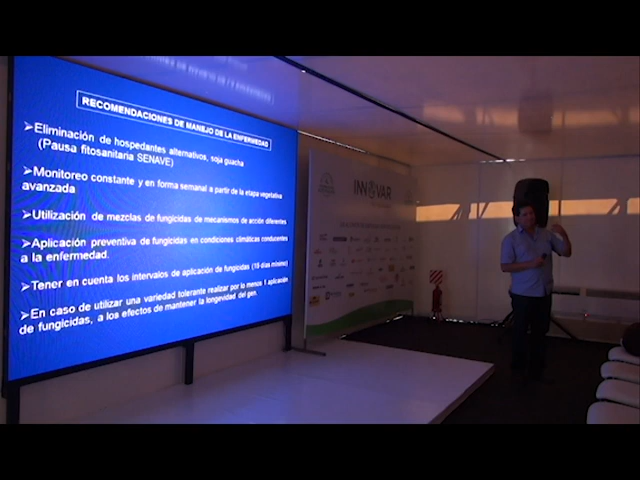 RECOMENDACIONES DE MANEJO DE LA ENFERMEDAD
➢Eliminación de hospedantes alternativos, soja guacha
(Pausa fitosanitaria SENAVE)
➢Monitoreo constante y en forma semanal a partir de la etapa vegetativa
avanzada
➢Utilización de mezclas de fungicidas de mecanismos de acción diferentes
➢Aplicación preventiva de fungicidas en condiciones climáticas conducentes
a la enfermedad.
➢Tener en cuenta los intervalos de aplicación de fungicidas (15 días mínimo)
➢En caso de utilizar una variedad tolerante realizar por lo menos 1 aplicación
de fungicidas, a los efectos de mantener la longevidad del gen.
INNOVAR